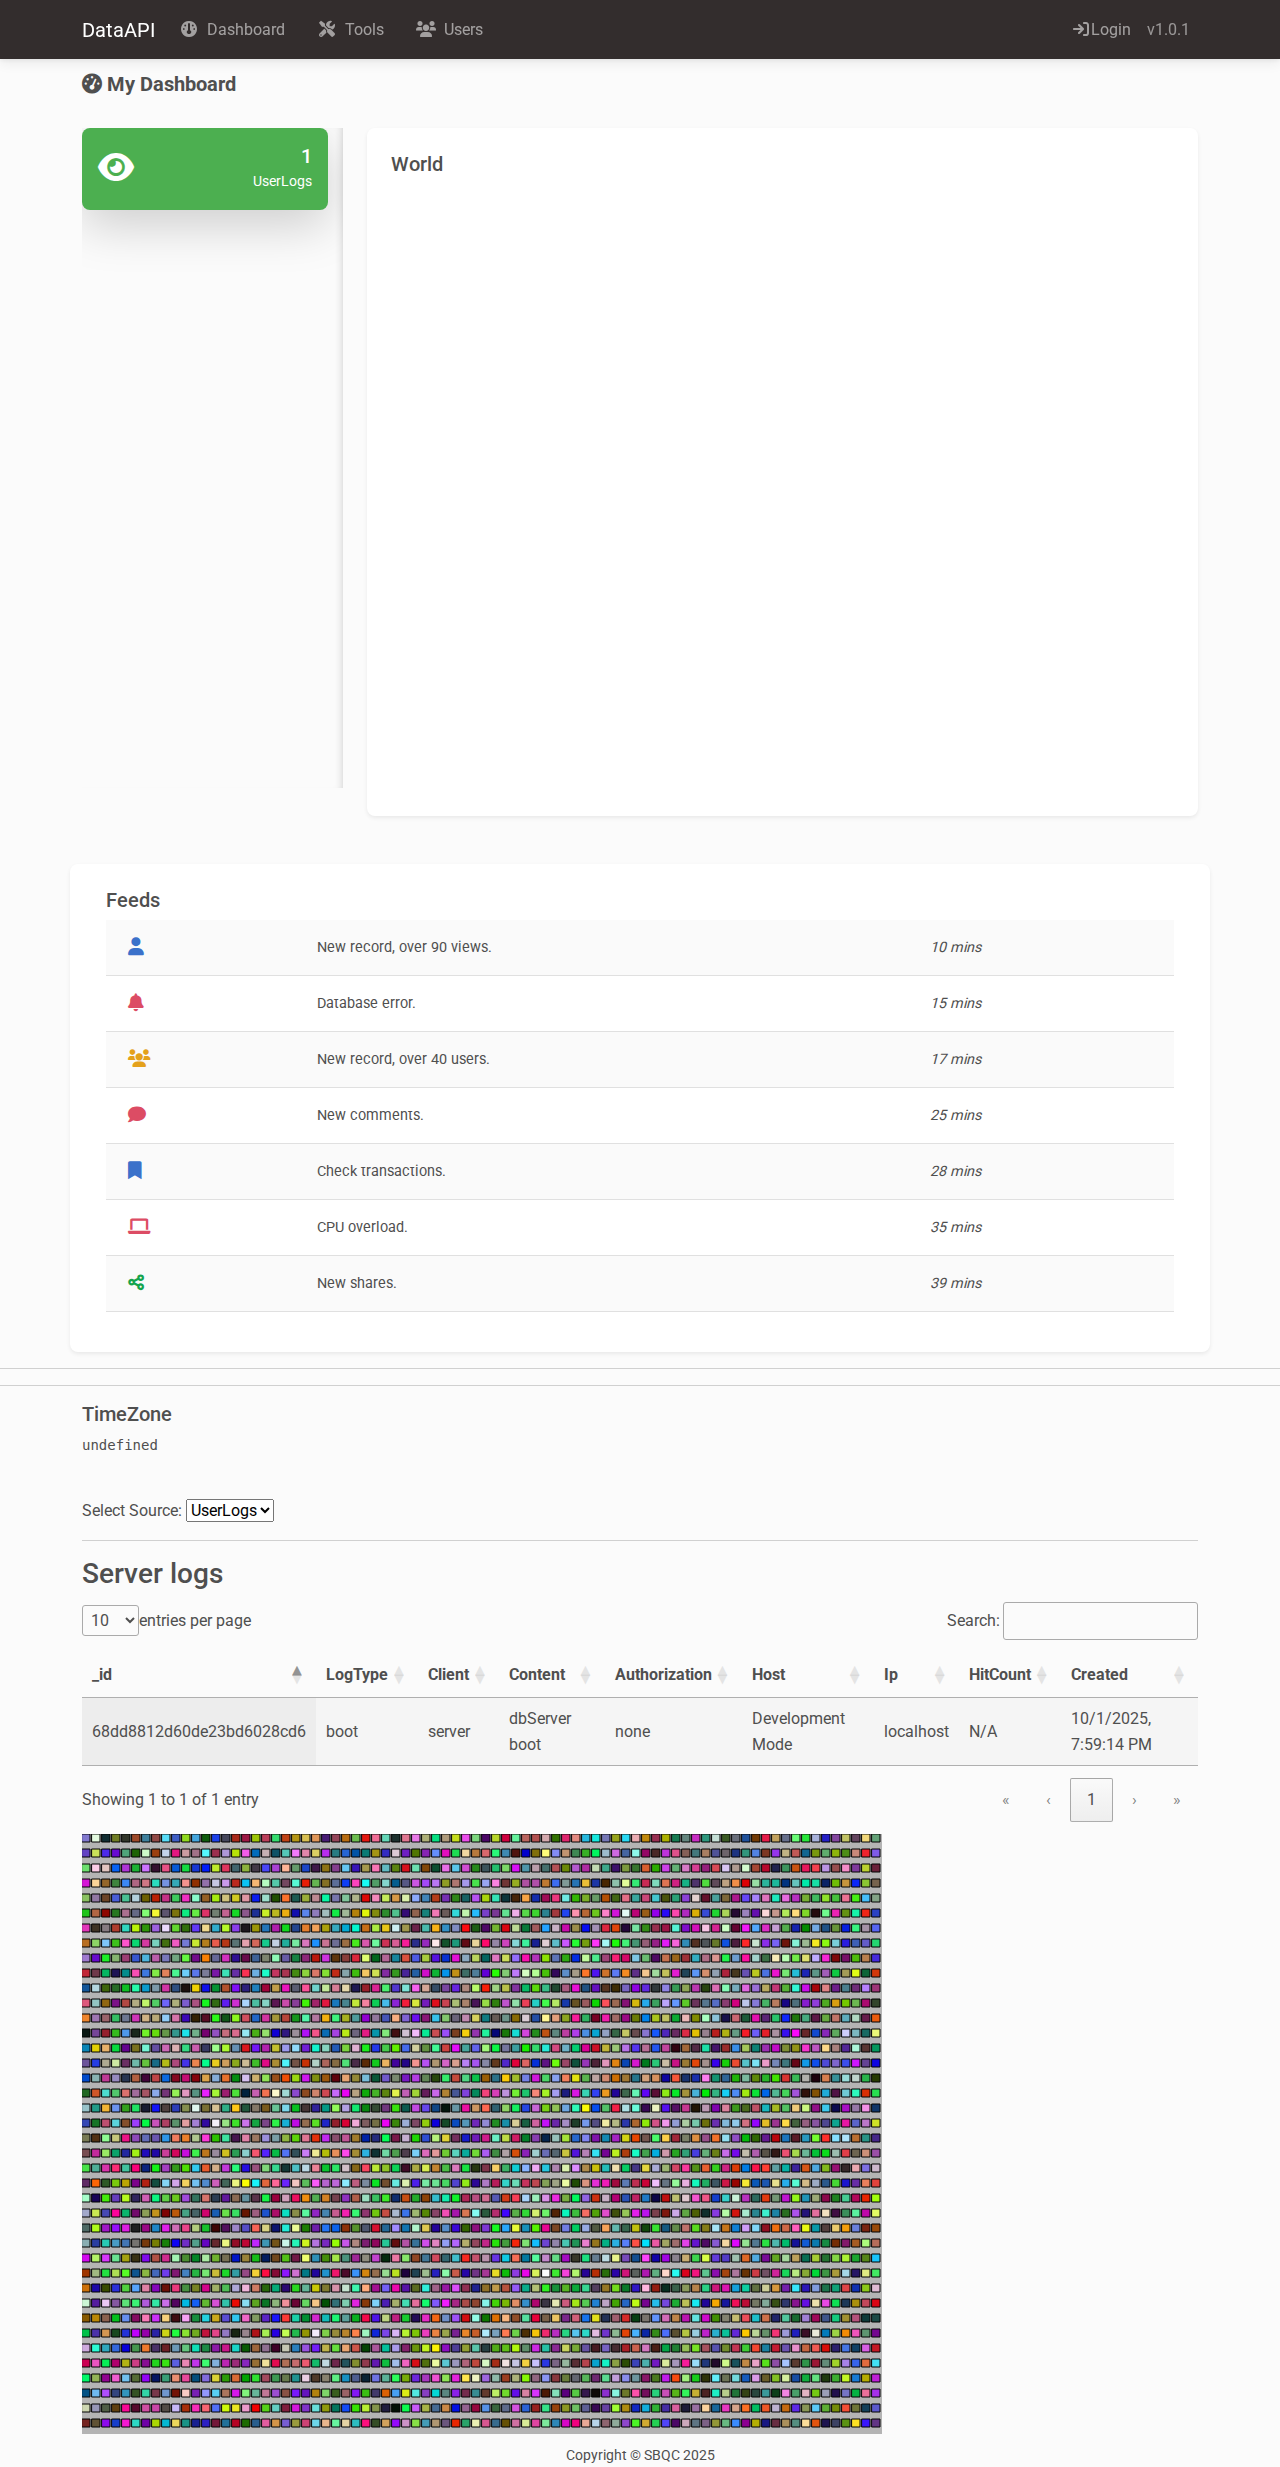 DataAPI Dashboard Tools Users Login v1.0.1
My Dashboard
1
UserLogs
World
Feeds
New record, over 90 views. 10 mins
Database error. 15 mins
New record, over 40 users. 17 mins
New comments. 25 mins
Check transactions. 28 mins
CPU overload. 35 mins
New shares. 39 mins
TimeZone
undefined
Select Source: UserLogs
Server logs
10 entries per page Search:
_id LogType Client Content Authorization Host Ip HitCount Created
68dd8812d60de23bd6028cd6 boot server dbServer boot none Development Mode localhost N/A 10/1/2025, 7:59:14 PM
Showing 1 to 1 of 1 entry « ‹ 1 › »
Copyright © SBQC 2025